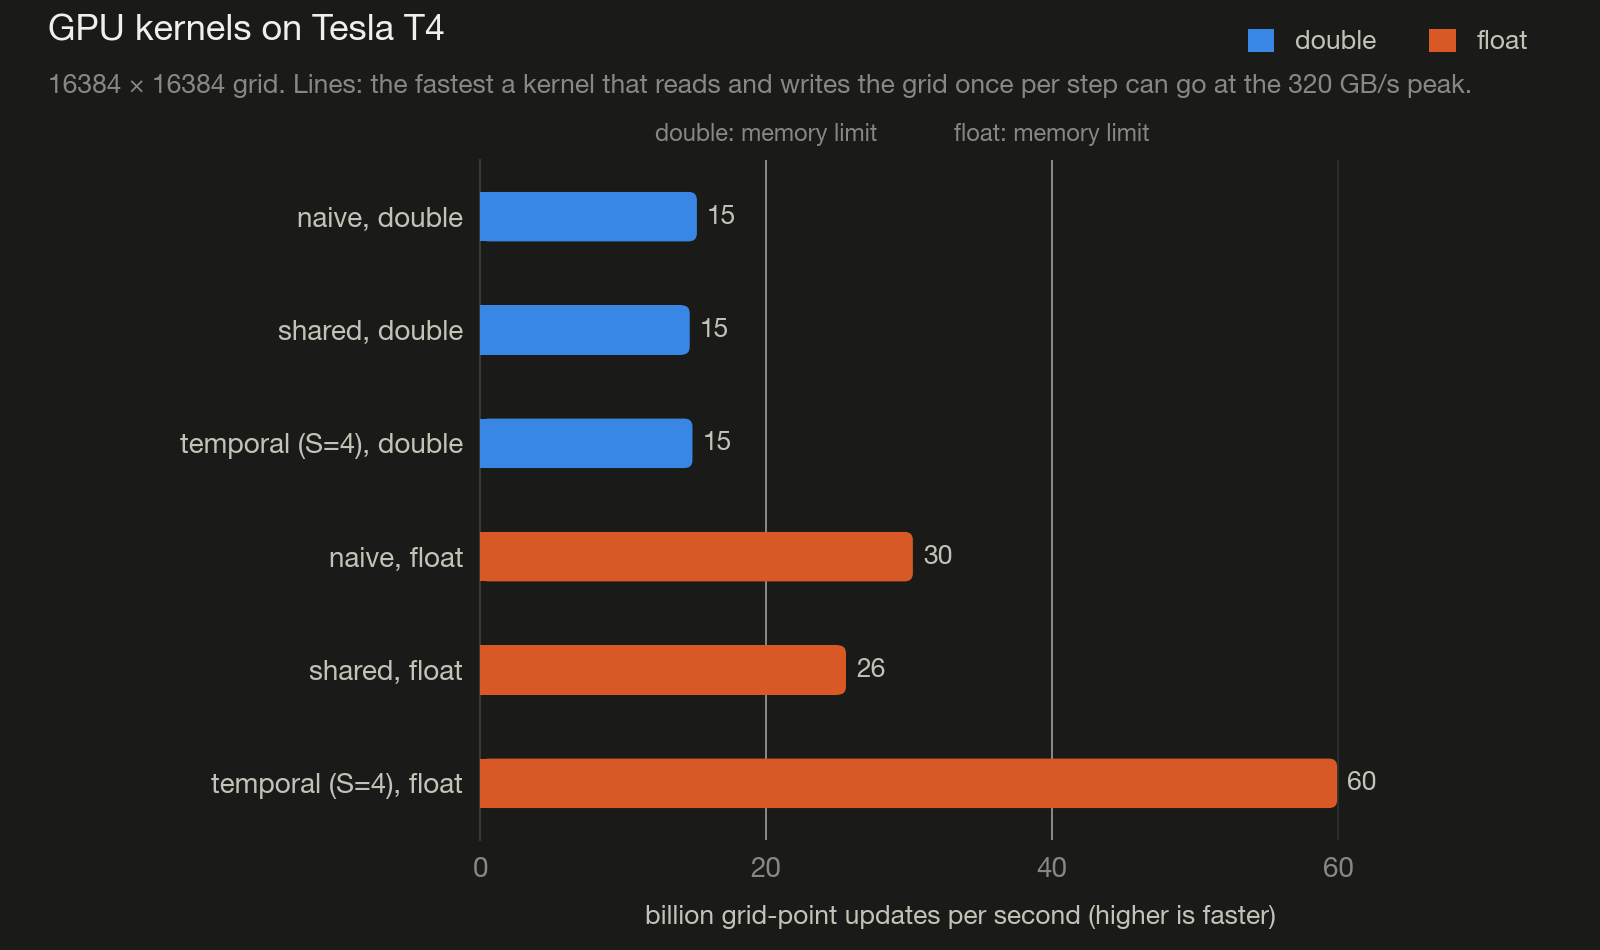 GPU kernels on Tesla T4
double
float
16384 × 16384 grid. Lines: the fastest a kernel that reads and writes the grid once per step can go at the 320 GB/s peak.
double: memory limit
float: memory limit
naive, double
15
shared, double
15
temporal (S=4), double
15
naive, float
30
shared, float
26
temporal (S=4), float
60
0
20
40
60
billion grid-point updates per second (higher is faster)